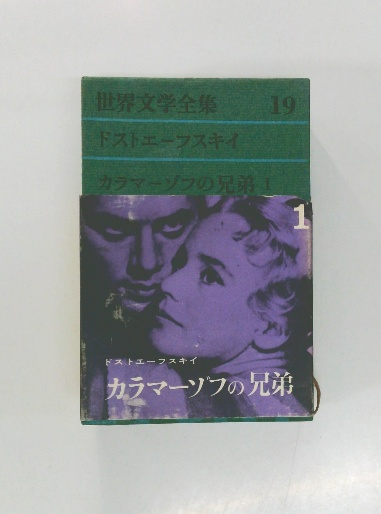 世界文学全集 19
ドストエーフスキイ
カラマーゾフの兄弟 1
1
ドストエーフスキイ
カラマーゾフの兄弟